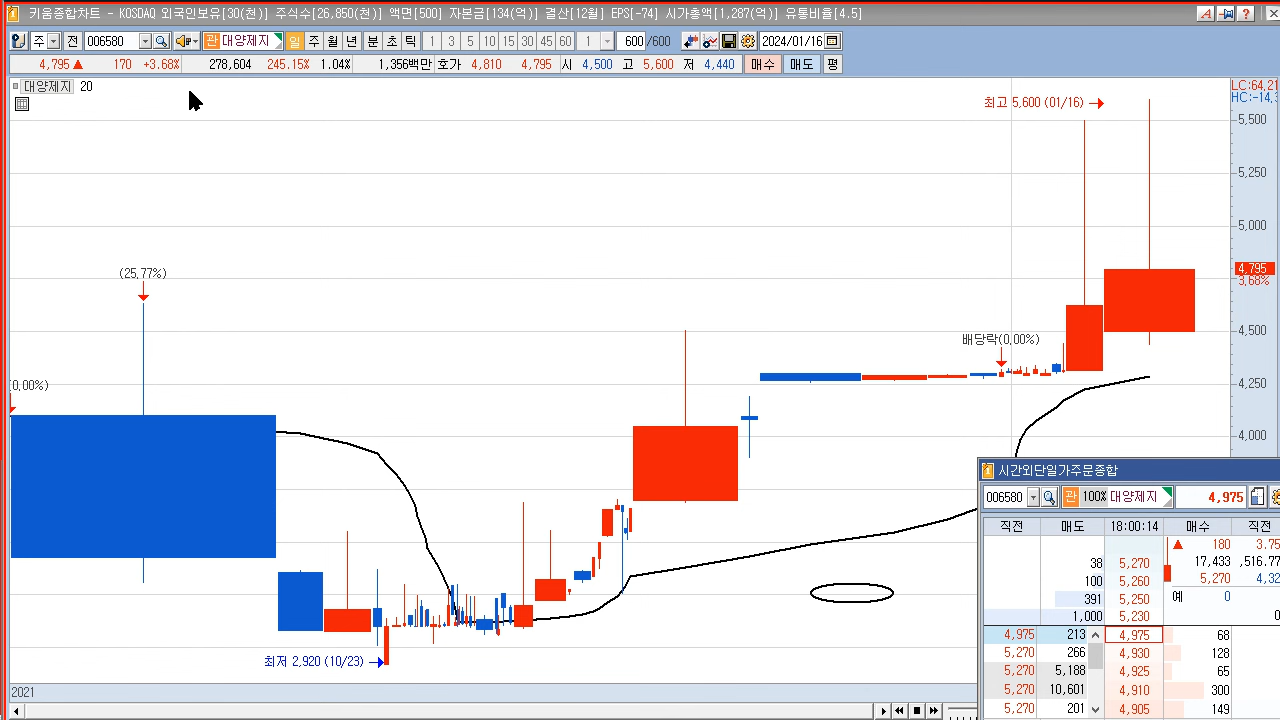 키움종합차트 - KOSDAQ 외국인보유[30(천)] 주식수[26,850(천)] 액면[500] 자본금[134(억)] 결산[12월] EPS[-74] 시가총액[1,287(억)] 유통비율[4.5]
주 전 006580 관 대양제지 일 주 월 년 분 초 틱 1 3 5 10 15 30 45 60 1 600 /600 2024/01/16
4,795 ▲ 170 +3.68% 278,604 245.15% 1.04% 1,356백만 호가 4,810 4,795 시 4,500 고 5,600 저 4,440 매수 매도 평
대양제지 20
LC:64.21
HC:-14.3
최고 5,600 (01/16)
5,500
5,250
5,000
(25.77%)
4,795
3.68%
4,500
배당락(0.00%)
0.00%)
4,250
4,000
최저 2,920 (10/23)
2021
시간외단일가주문종합
006580 관 100% 대양제지 4,975
직전 매도 18:00:14 매수 직전
▲ 180 3.75
38 5,270 17,433 ,516.77
100 5,260 5,270 4,32
391 5,250 예 0
1,000 5,230 0
4,975 213 4,975 68
5,270 266 4,930 128
5,270 5,188 4,925 65
5,270 10,601 4,910 300
5,270 201 4,905 149